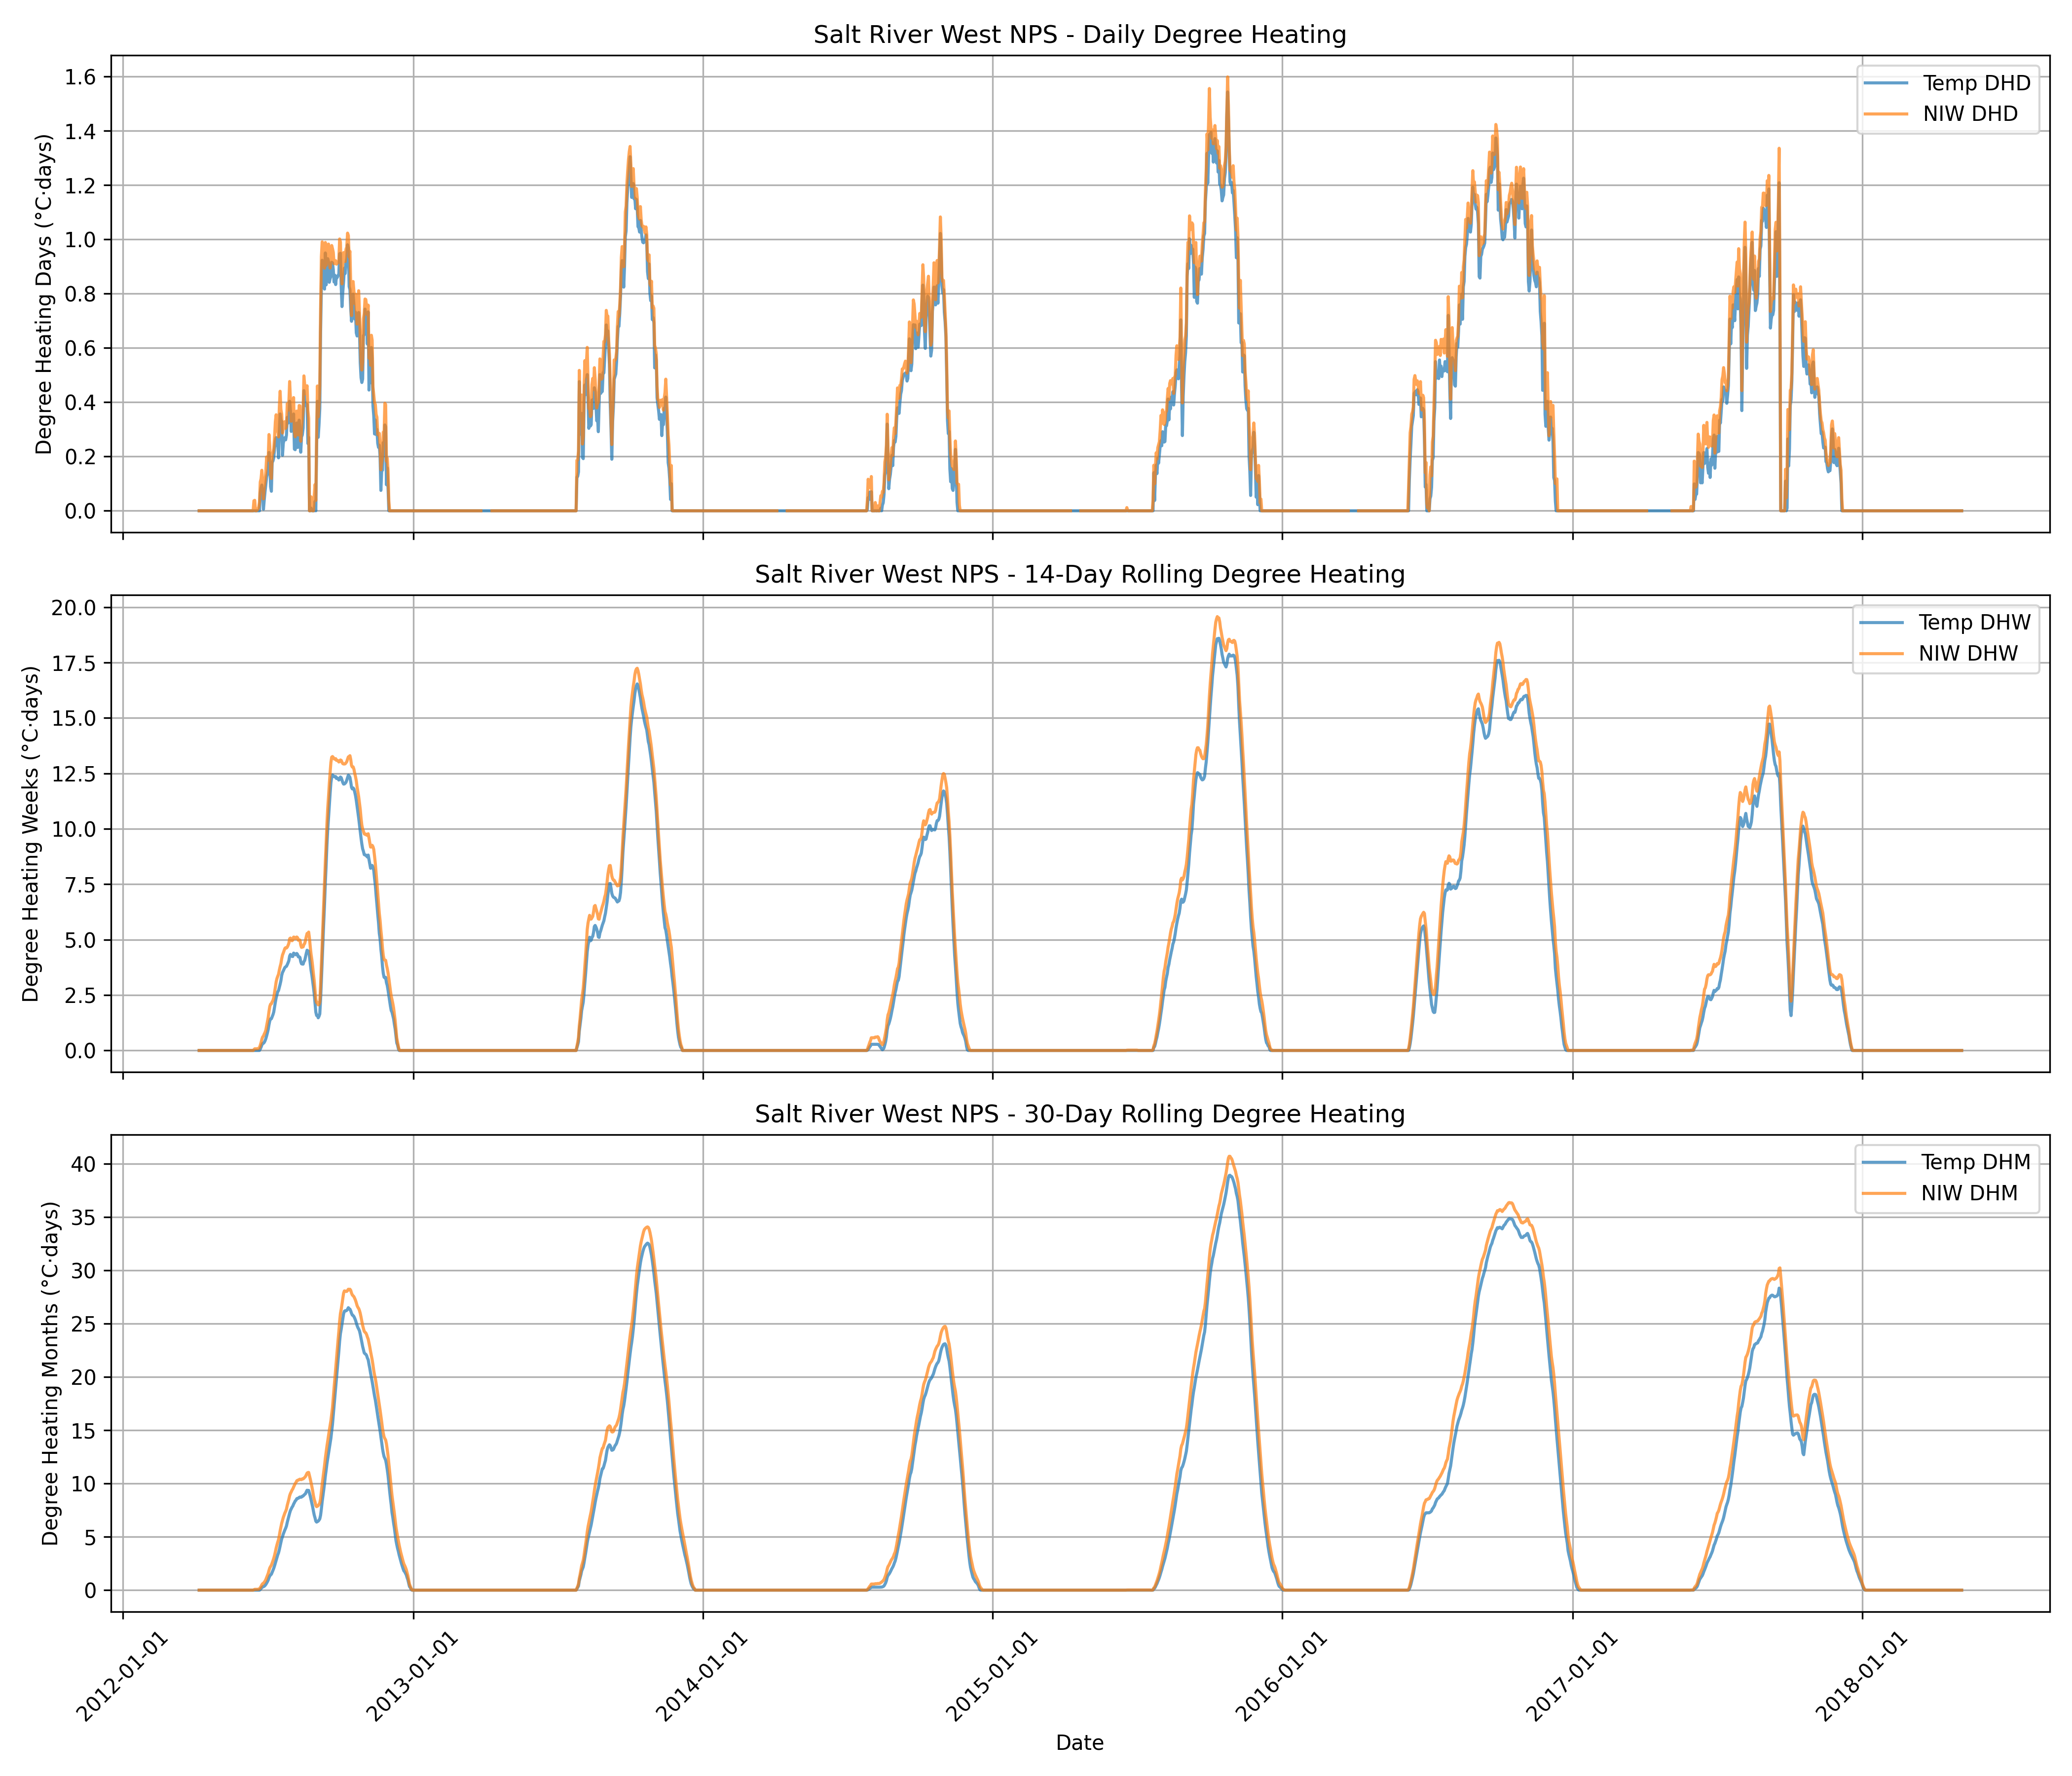 Salt River West NPS - Daily Degree Heating
Degree Heating Days (°C·days)
1.6
1.4
1.2
1.0
0.8
0.6
0.4
0.2
0.0
Temp DHD
NIW DHD
Salt River West NPS - 14-Day Rolling Degree Heating
Degree Heating Weeks (°C·days)
20.0
17.5
15.0
12.5
10.0
7.5
5.0
2.5
0.0
Temp DHW
NIW DHW
Salt River West NPS - 30-Day Rolling Degree Heating
Degree Heating Months (°C·days)
40
35
30
25
20
15
10
5
0
Temp DHM
NIW DHM
2012-01-01
2013-01-01
2014-01-01
2015-01-01
2016-01-01
2017-01-01
2018-01-01
Date